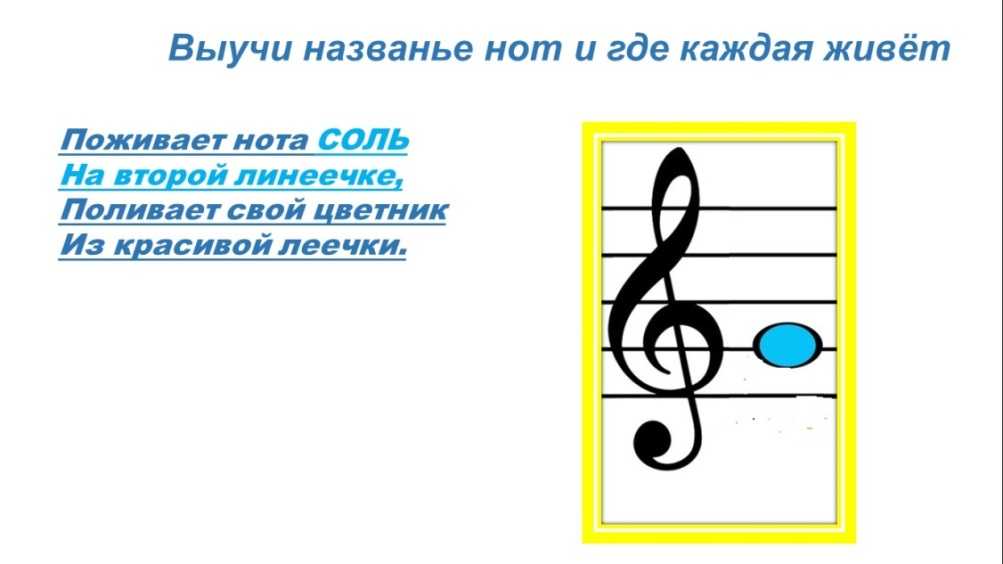 Выучи названье нот и где каждая живёт
Поживает нота СОЛЬ
На второй линеечке,
Поливает свой цветник
Из красивой леечки.